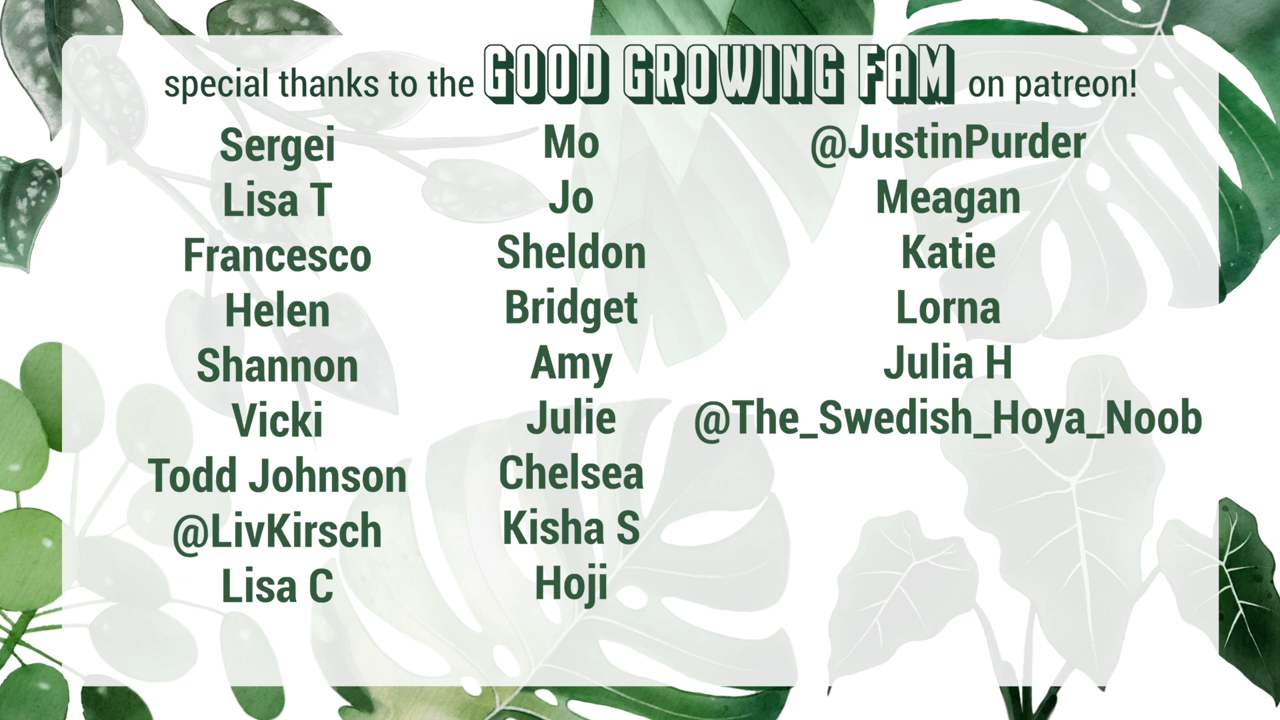 special thanks to the GOOD GROWING FAM on patreon!
Sergei
Lisa T
Francesco
Helen
Shannon
Vicki
Todd Johnson
@LivKirsch
Lisa C
Mo
Jo
Sheldon
Bridget
Amy
Julie
Chelsea
Kisha S
Hoji
@JustinPurder
Meagan
Katie
Lorna
Julia H
@The_Swedish_Hoya_Noob